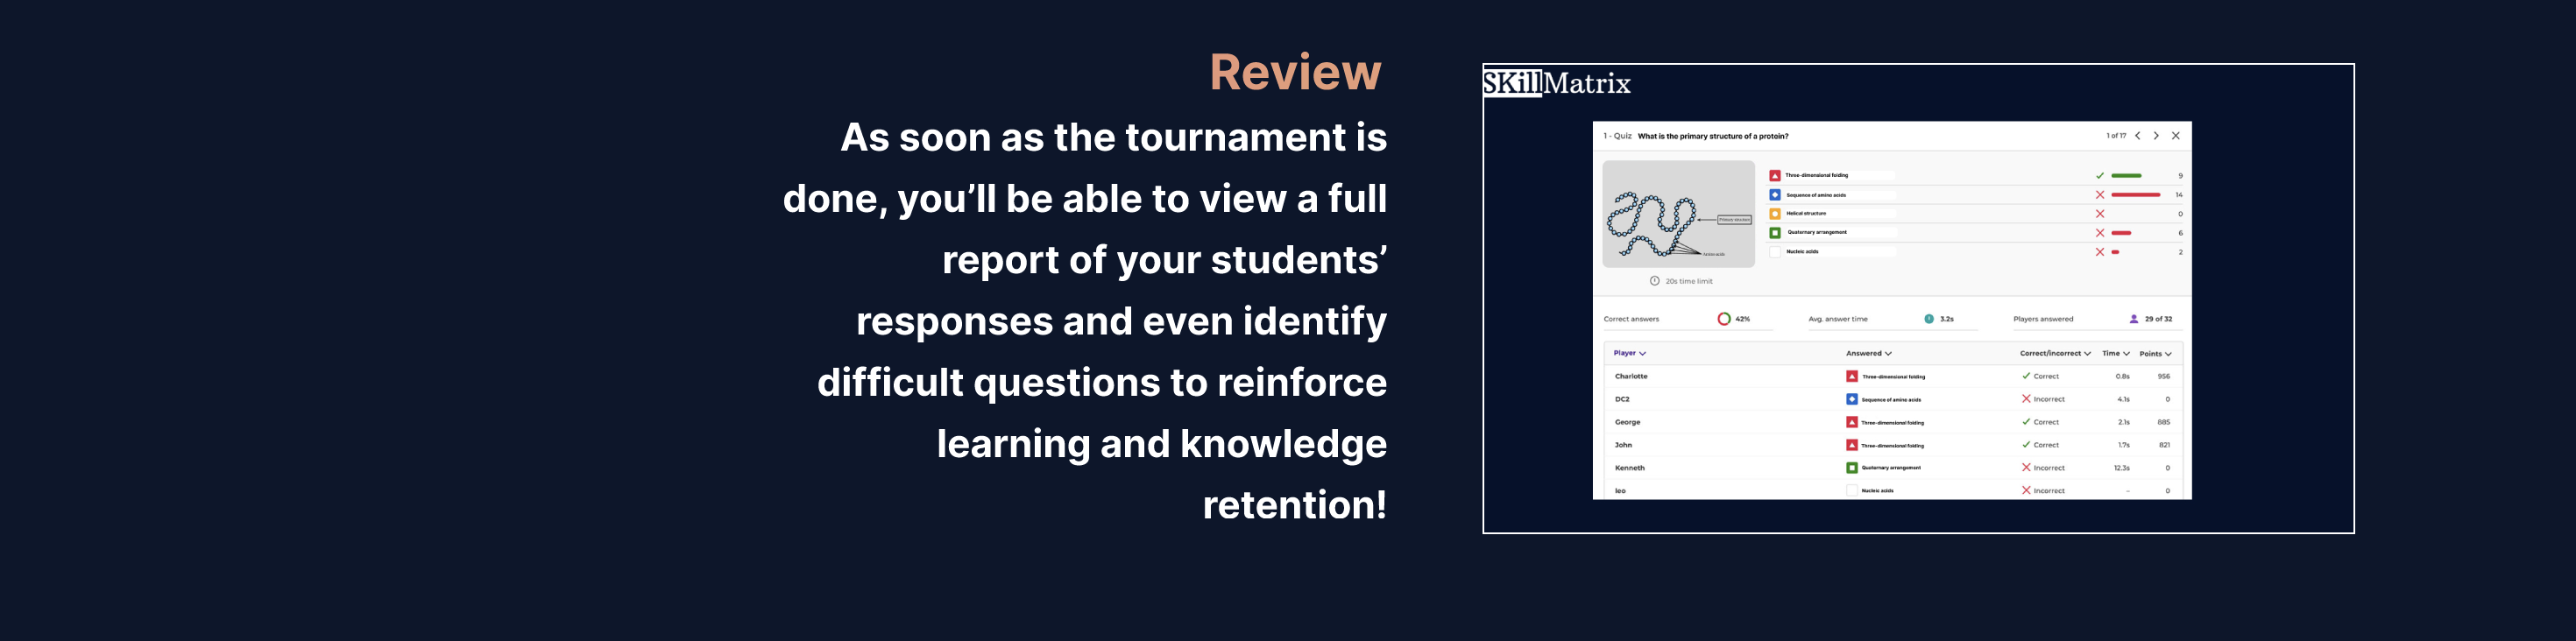 Review
As soon as the tournament is
done, you’ll be able to view a full
report of your students’
responses and even identify
difficult questions to reinforce
learning and knowledge
retention!
SKillMatrix
1 - Quiz What is the primary structure of a protein? 1 of 17
Three-dimensional folding 9
Sequence of amino acids 14
Helical structure 0
Quaternary arrangement 6
Nucleic acids 2
Primary structure
Amino acids
20s time limit
Correct answers 42% Avg. answer time 3.2s Players answered 29 of 32
Player Answered Correct/incorrect Time Points
Charlotte Three-dimensional folding Correct 0.8s 956
DC2 Sequence of amino acids Incorrect 4.1s 0
George Three-dimensional folding Correct 2.1s 885
John Three-dimensional folding Correct 1.7s 821
Kenneth Quaternary arrangement Incorrect 12.3s 0
leo Nucleic acids Incorrect – 0